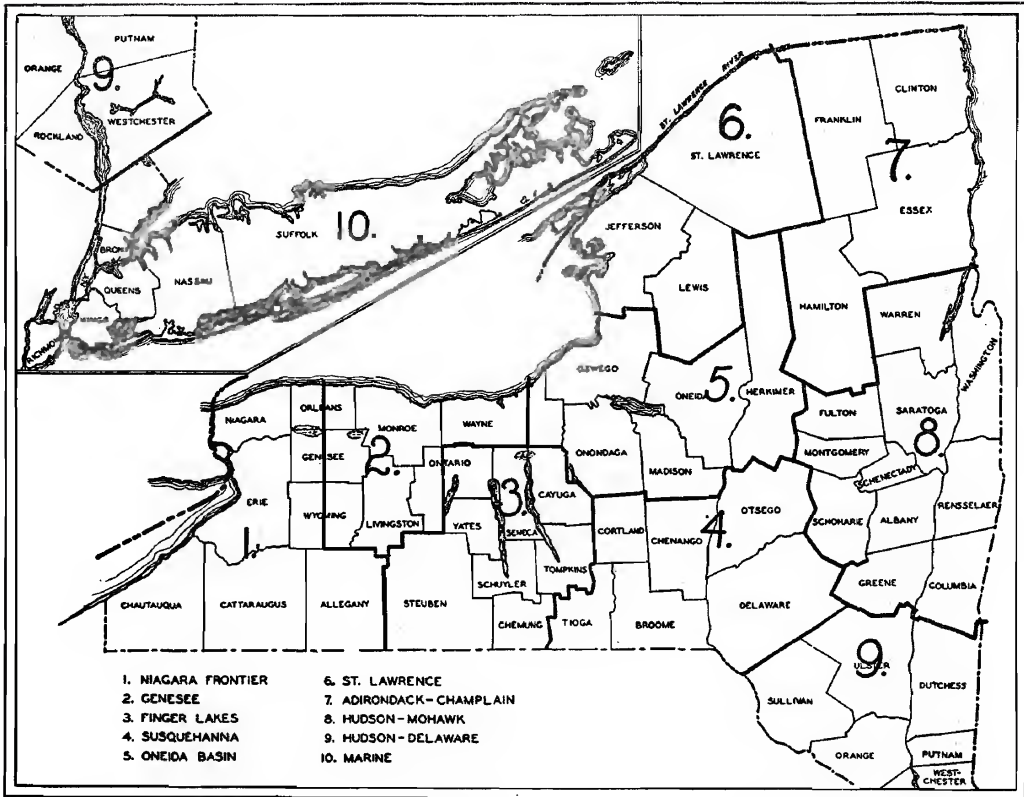 PUTNAM
ORANGE
9.
WESTCHESTER
ROCKLAND
ST. LAWRENCE RIVER
6.
ST. LAWRENCE
FRANKLIN
CLINTON
7.
ESSEX
SUFFOLK
10.
NASSAU
QUEENS
JEFFERSON
LEWIS
HAMILTON
WARREN
WASHINGTON
OSWEGO
ONEIDA
5.
HERKIMER
FULTON
SARATOGA
8.
NIAGARA
ORLEANS
MONROE
WAYNE
GENESEE
2.
ONTARIO
3.
CAYUGA
ONONDAGA
MADISON
MONTGOMERY
SCHENECTADY
ERIE
1
WYOMING
LIVINGSTON
YATES
SENECA
CORTLAND
CHENANGO
4.
OTSEGO
SCHOHARIE
ALBANY
RENSSELAER
TOMPKINS
SCHUYLER
CHAUTAUQUA
CATTARAUGUS
ALLEGANY
STEUBEN
CHEMUNG
TIOGA
BROOME
DELAWARE
GREENE
COLUMBIA
9.
ULSTER
SULLIVAN
DUTCHESS
ORANGE
PUTNAM
WEST-
CHESTER
1. NIAGARA FRONTIER
2. GENESEE
3. FINGER LAKES
4. SUSQUEHANNA
5. ONEIDA BASIN
6. ST. LAWRENCE
7. ADIRONDACK-CHAMPLAIN
8. HUDSON-MOHAWK
9. HUDSON-DELAWARE
10. MARINE